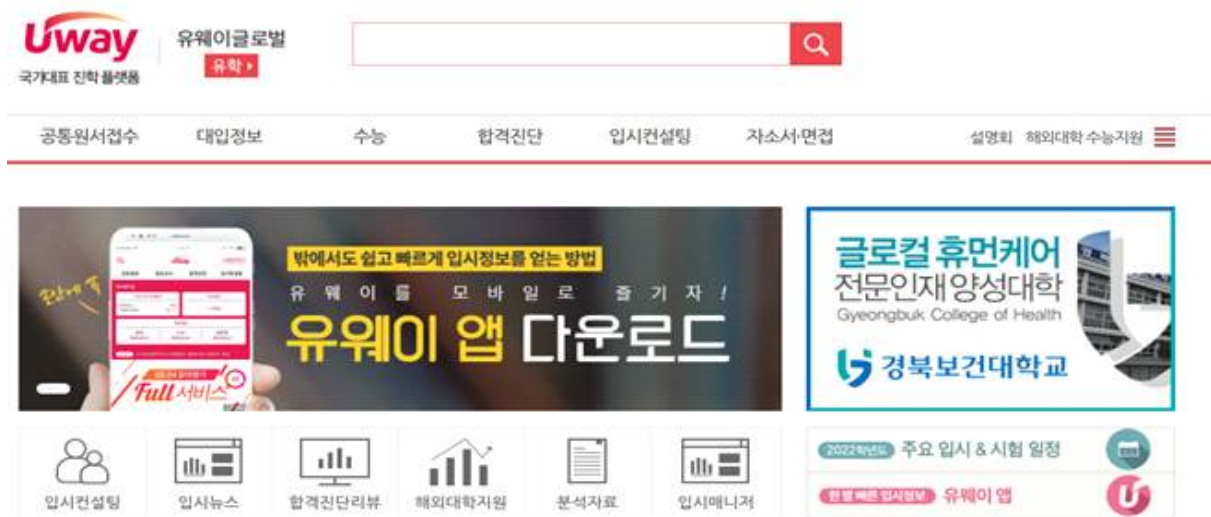 Uway
국가대표 진학 플랫폼
유웨이글로벌
유학
공통원서접수 대입정보 수능 합격진단 입시컨설팅 자소서·면접 설명회 해외대학 수능지원
밖에서도 쉽고 빠르게 입시정보를 얻는 방법
유웨이를 모바일로 즐기자!
유웨이 앱 다운로드
Full 서비스
글로컬 휴먼케어
전문인재 양성대학
Gyeongbuk College of Health
경북보건대학교
입시컨설팅 입시뉴스 합격진단리뷰 해외대학지원 분석자료 입시매니저
2022학년도 주요 입시 & 시험 일정
한발 빠른 입시정보 유웨이 앱